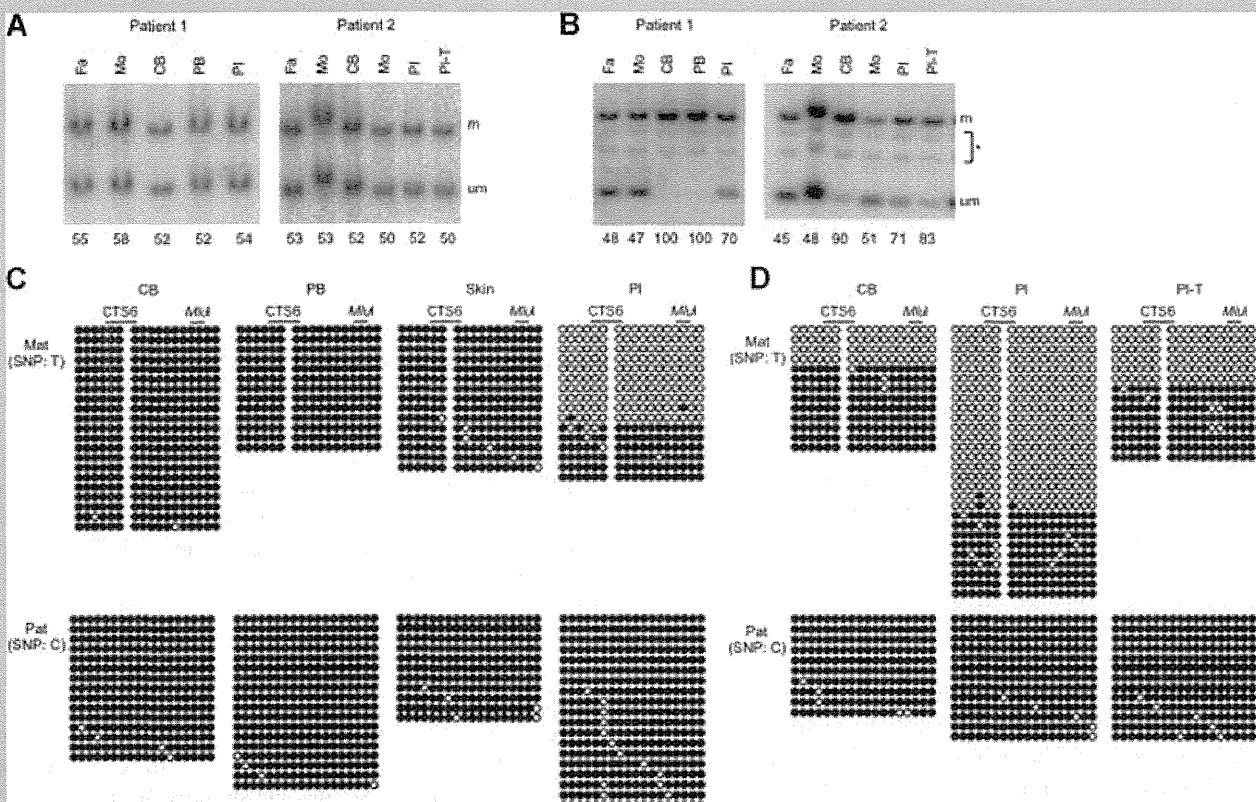 A
Patient 1
Patient 2
Fa Mo CB PB Pl
Fa Mo CB Mo Pl Pl-T
m
um
55 58 52 52 54
53 53 52 50 52 50
B
Patient 1
Patient 2
Fa Mo CB PB Pl
Fa Mo CB Mo Pl Pl-T
m
um
48 47 100 100 70
45 48 90 51 71 83
C
CB PB Skin Pl
CTS6 MluI CTS6 MluI CTS6 MluI CTS6 MluI
Mat
(SNP: T)
Pat
(SNP: C)
D
CB Pl Pl-T
CTS6 MluI CTS6 MluI CTS6 MluI
Mat
(SNP: T)
Pat
(SNP: C)